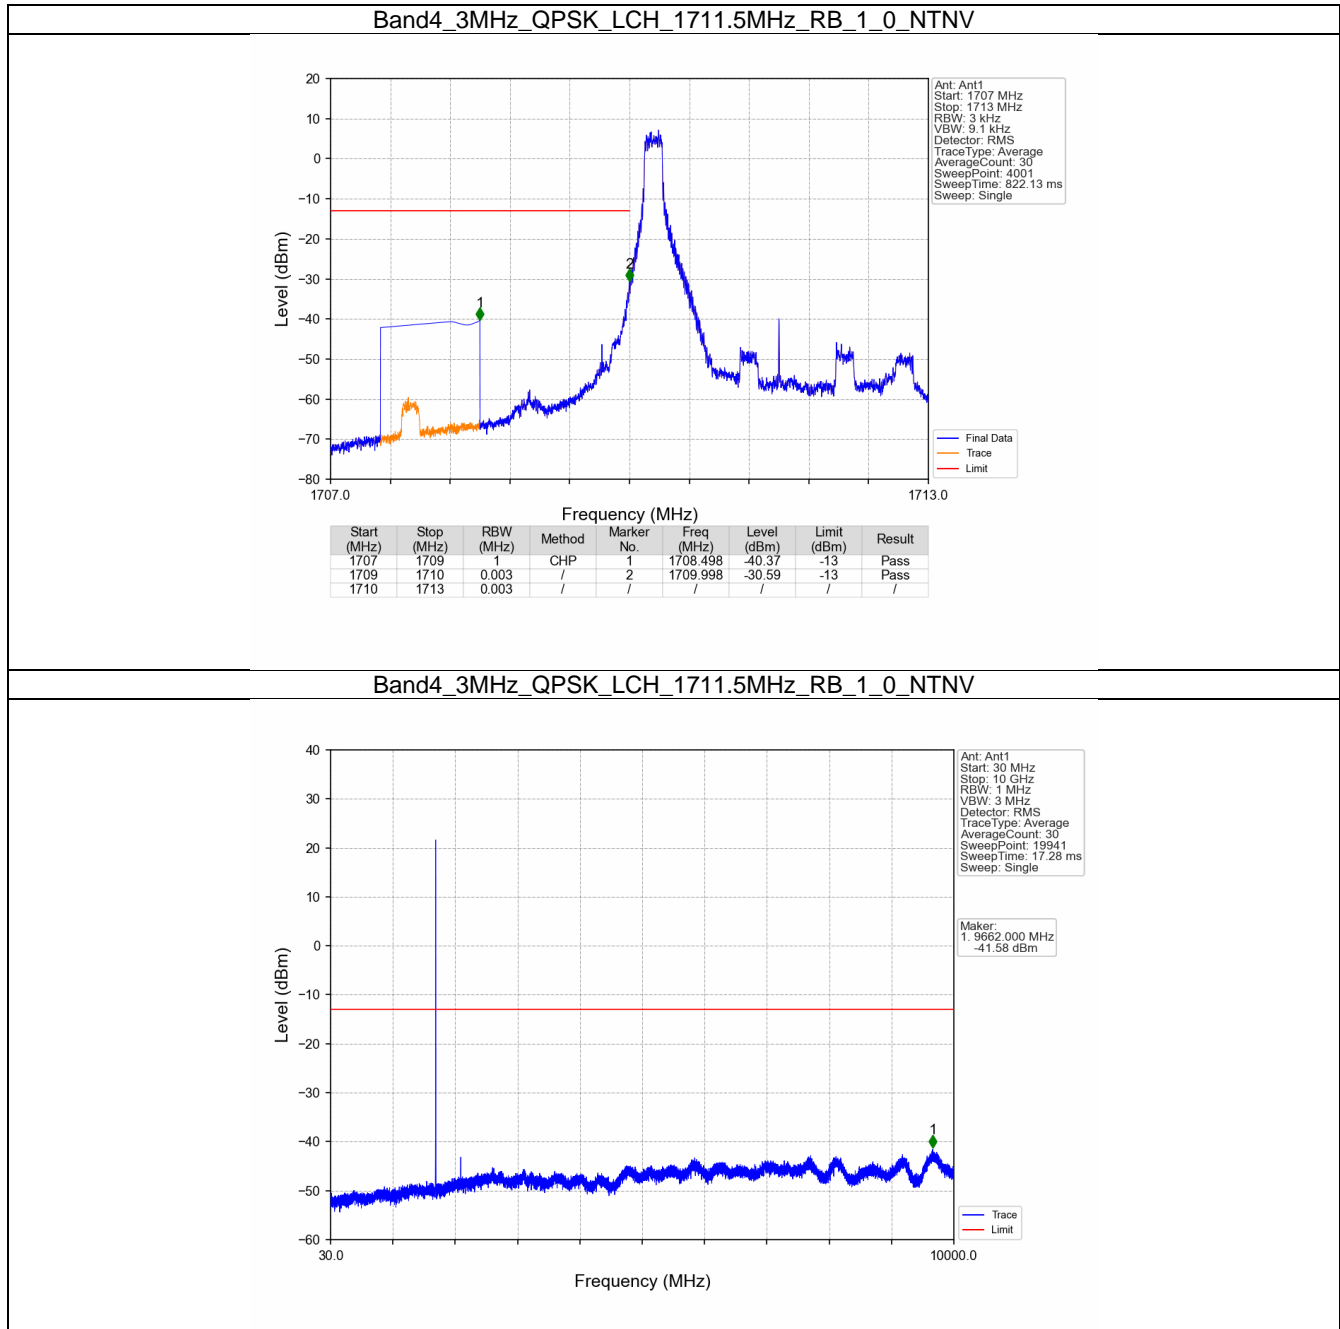 Band4_3MHz_QPSK_LCH_1711.5MHz_RB_1_0_NTNV
20
10
0
−10
−20
−30
−40
−50
−60
−70
−80
Level (dBm)
1
2
1707.0
1713.0
Frequency (MHz)
Ant: Ant1
Start: 1707 MHz
Stop: 1713 MHz
RBW: 3 kHz
VBW: 9.1 kHz
Detector: RMS
TraceType: Average
AverageCount: 30
SweepPoint: 4001
SweepTime: 822.13 ms
Sweep: Single
Final Data
Trace
Limit
Start (MHz) Stop (MHz) RBW (MHz) Method Marker No. Freq (MHz) Level (dBm) Limit (dBm) Result
1707 1709 1 CHP 1 1708.498 -40.37 -13 Pass
1709 1710 0.003 / 2 1709.998 -30.59 -13 Pass
1710 1713 0.003 / / / / / /
Band4_3MHz_QPSK_LCH_1711.5MHz_RB_1_0_NTNV
40
30
20
10
0
−10
−20
−30
−40
−50
−60
Level (dBm)
1
30.0
10000.0
Frequency (MHz)
Ant: Ant1
Start: 30 MHz
Stop: 10 GHz
RBW: 1 MHz
VBW: 3 MHz
Detector: RMS
TraceType: Average
AverageCount: 30
SweepPoint: 19941
SweepTime: 17.28 ms
Sweep: Single
Maker:
1. 9662.000 MHz
-41.58 dBm
Trace
Limit